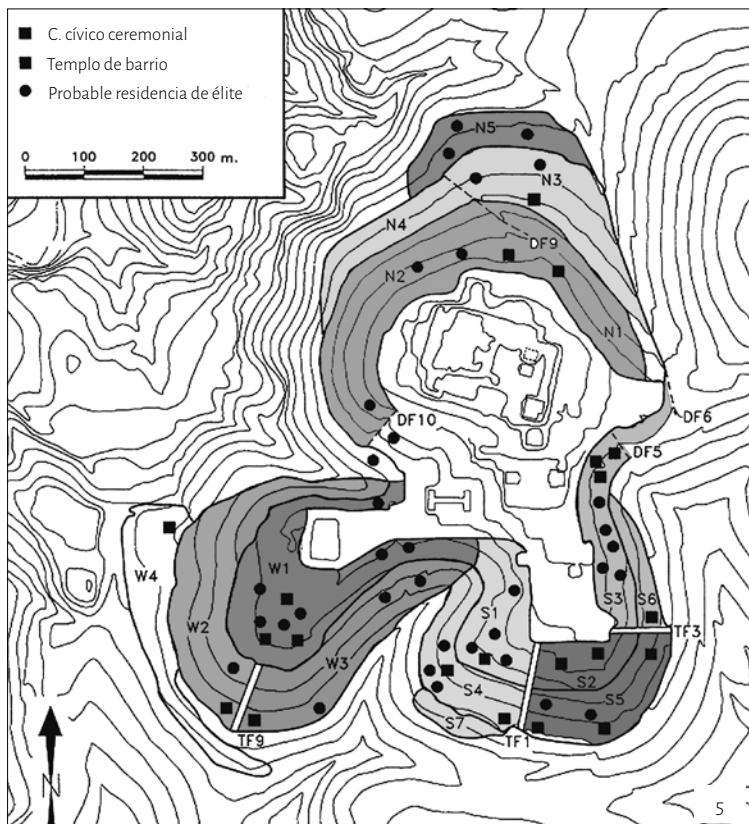 C. cívico ceremonial
Templo de barrio
Probable residencia de élite
0 100 200 300 m.
N5
N3
N4
DF9
N2
N1
DF10
DF6
DF5
W1
W4
S1
S3
S6
W2
TF3
W3
S2
S4
S5
S7
TF9
TF1
N
5